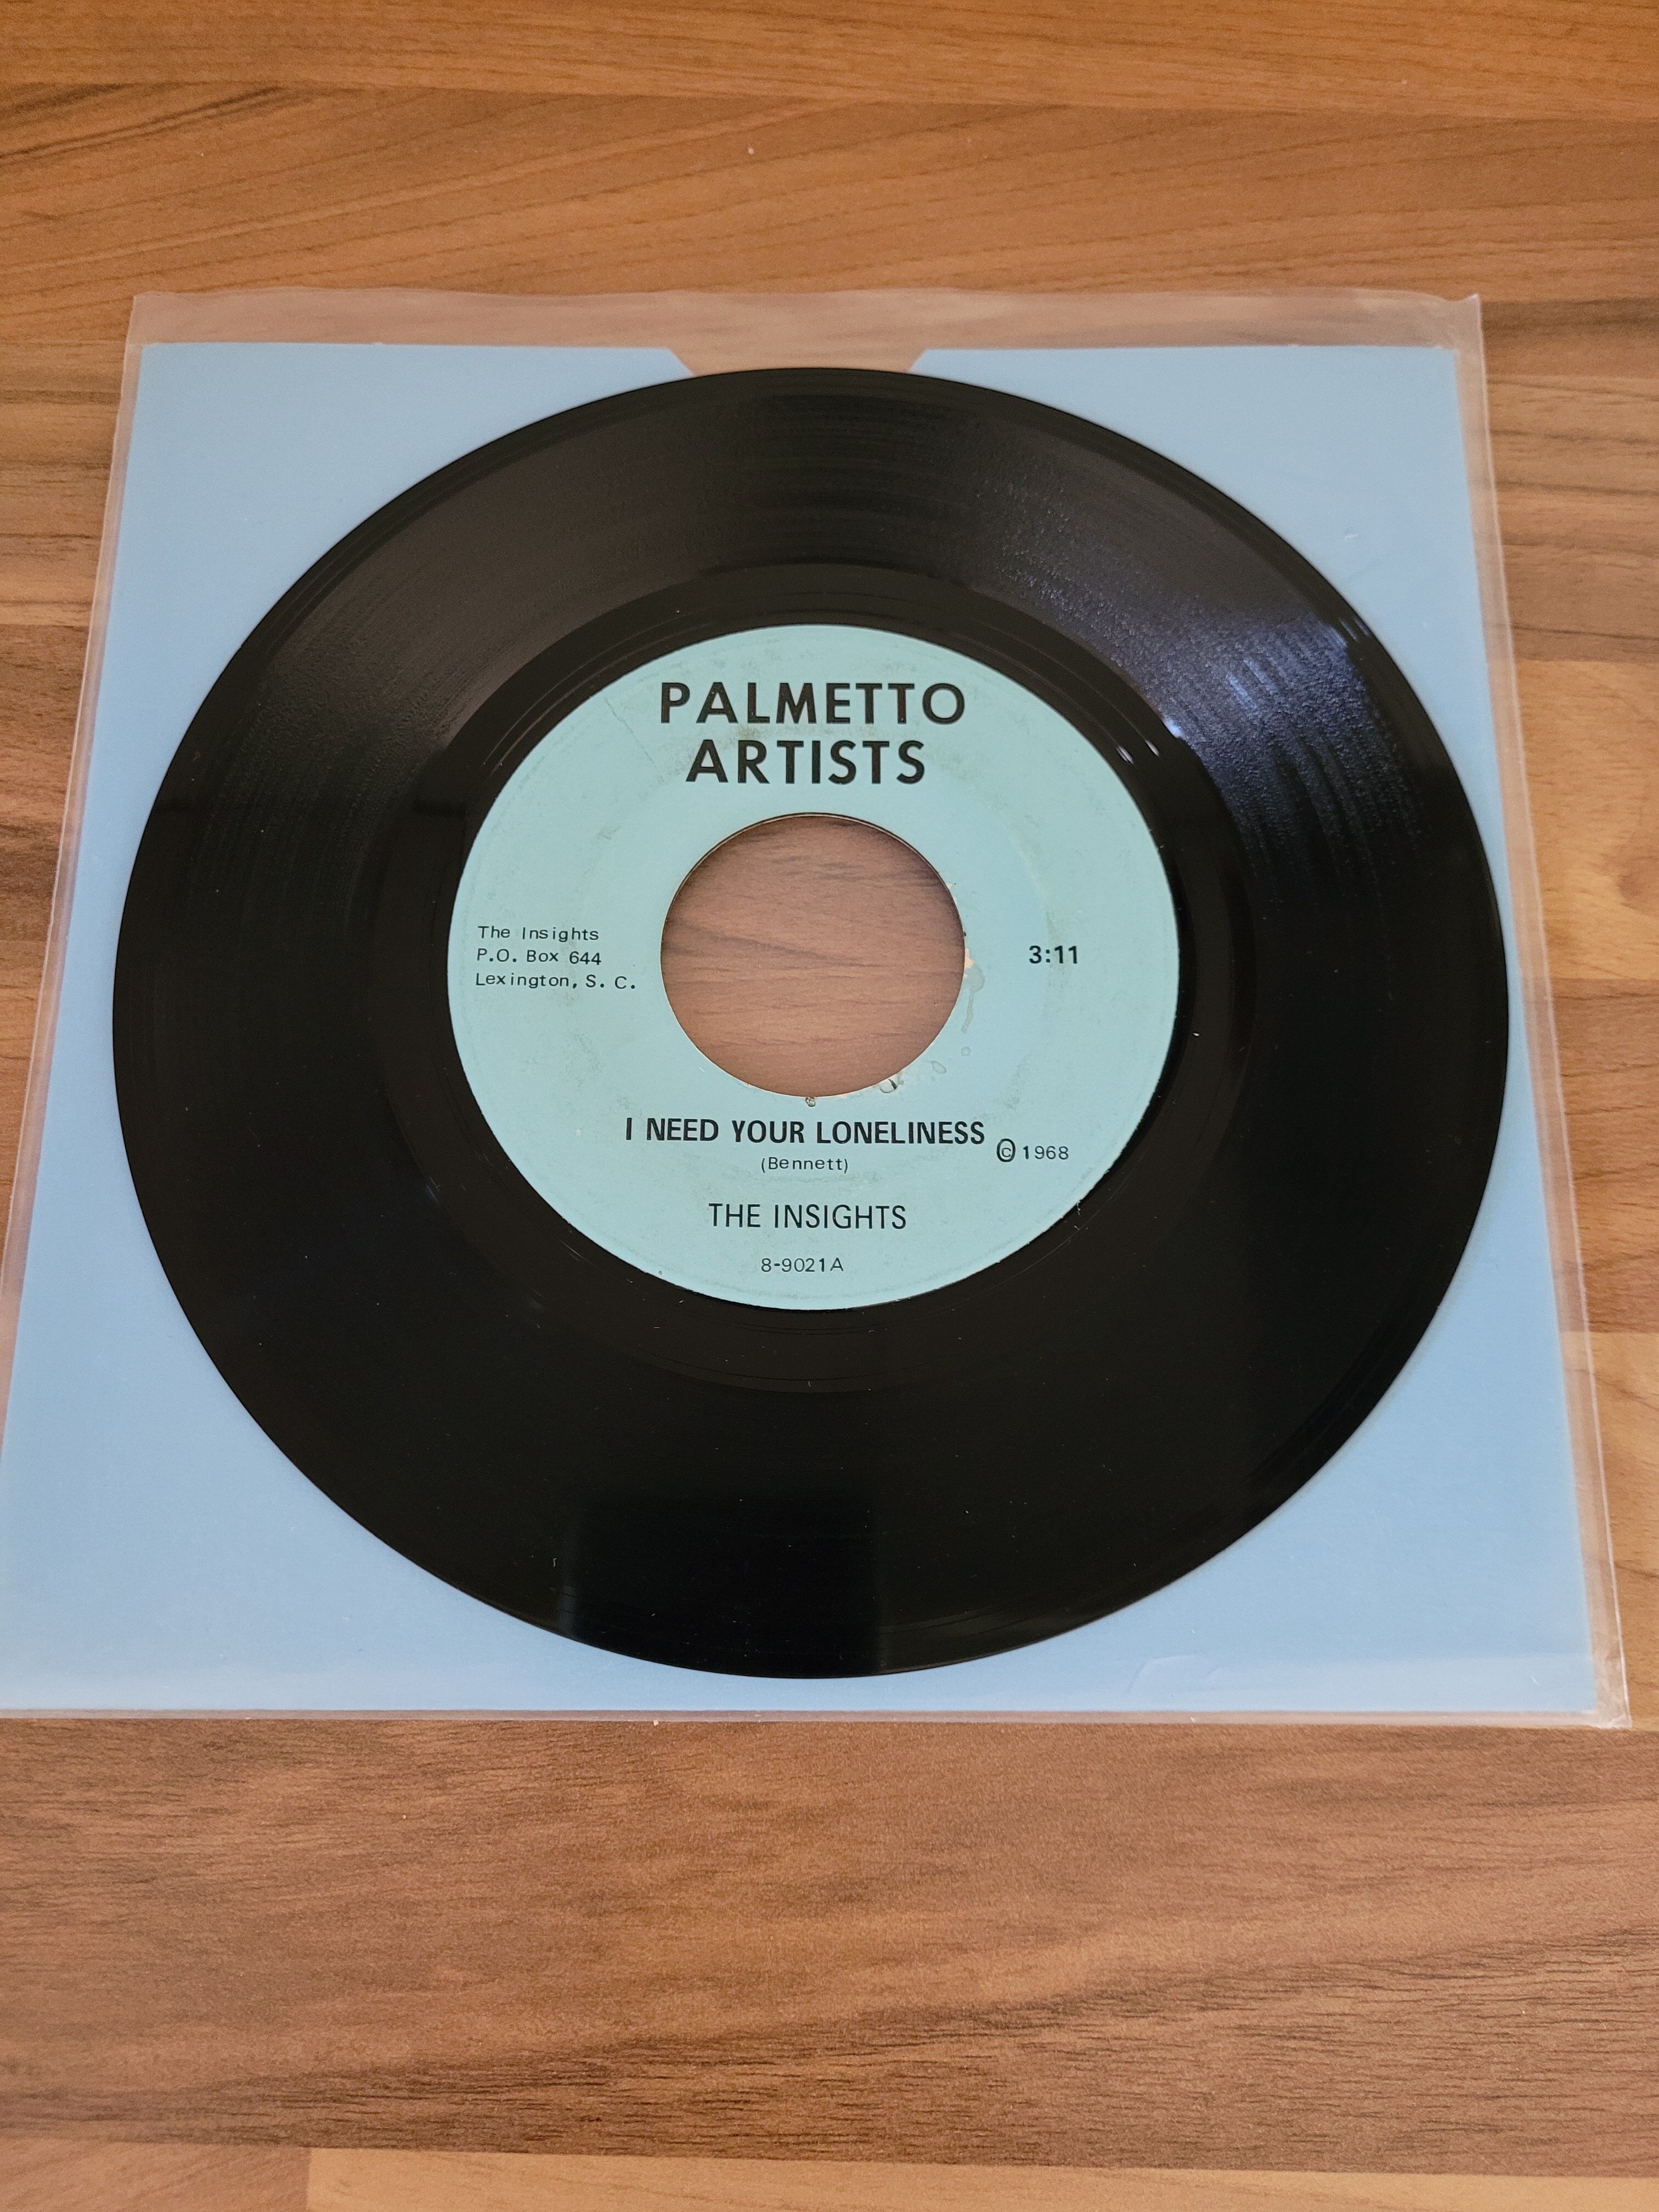 PALMETTO
ARTISTS
The Insights
P.O. Box 644
Lexington, S. C.
3:11
I NEED YOUR LONELINESS
(Bennett)
© 1968
THE INSIGHTS
8-9021A